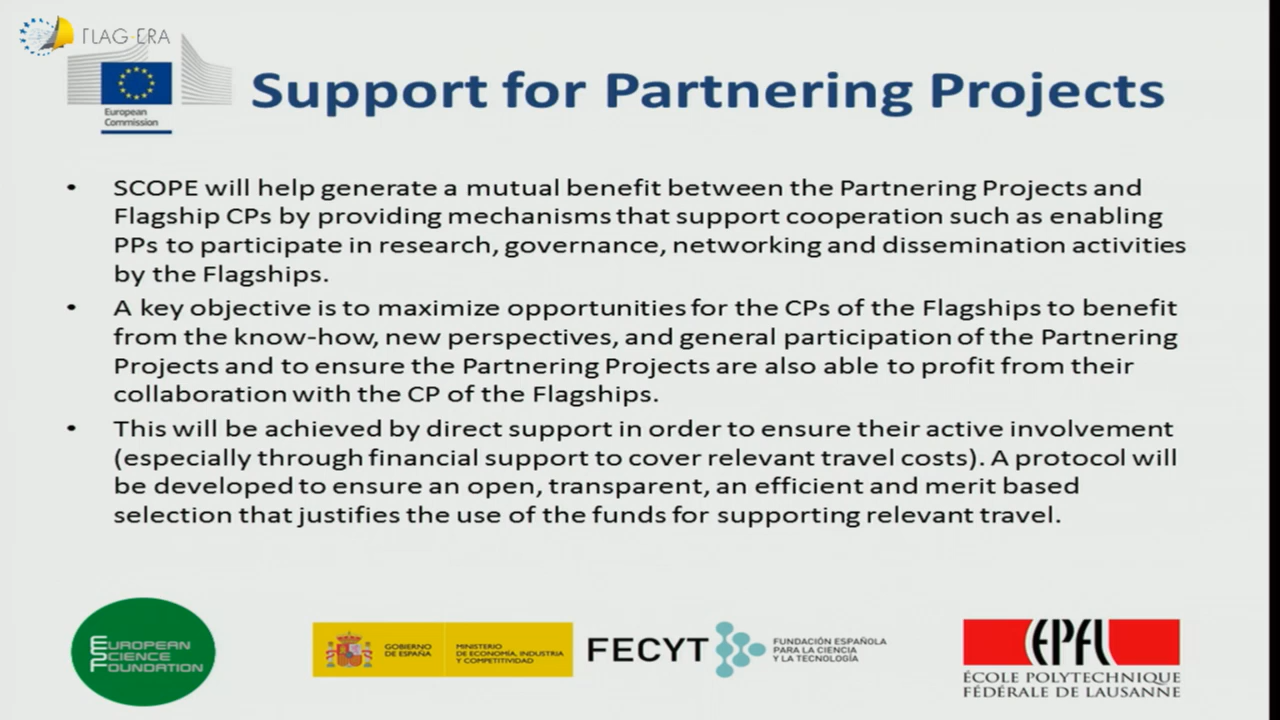 FLAG-ERA
European
Commission
Support for Partnering Projects
• SCOPE will help generate a mutual benefit between the Partnering Projects and
Flagship CPs by providing mechanisms that support cooperation such as enabling
PPs to participate in research, governance, networking and dissemination activities
by the Flagships.
• A key objective is to maximize opportunities for the CPs of the Flagships to benefit
from the know-how, new perspectives, and general participation of the Partnering
Projects and to ensure the Partnering Projects are also able to profit from their
collaboration with the CP of the Flagships.
• This will be achieved by direct support in order to ensure their active involvement
(especially through financial support to cover relevant travel costs). A protocol will
be developed to ensure an open, transparent, an efficient and merit based
selection that justifies the use of the funds for supporting relevant travel.
EUROPEAN
SCIENCE
FOUNDATION
GOBIERNO
DE ESPAÑA
MINISTERIO
DE ECONOMÍA, INDUSTRIA
Y COMPETITIVIDAD
FECYT
FUNDACIÓN ESPAÑOLA
PARA LA CIENCIA
Y LA TECNOLOGÍA
EPFL
ÉCOLE POLYTECHNIQUE
FÉDÉRALE DE LAUSANNE